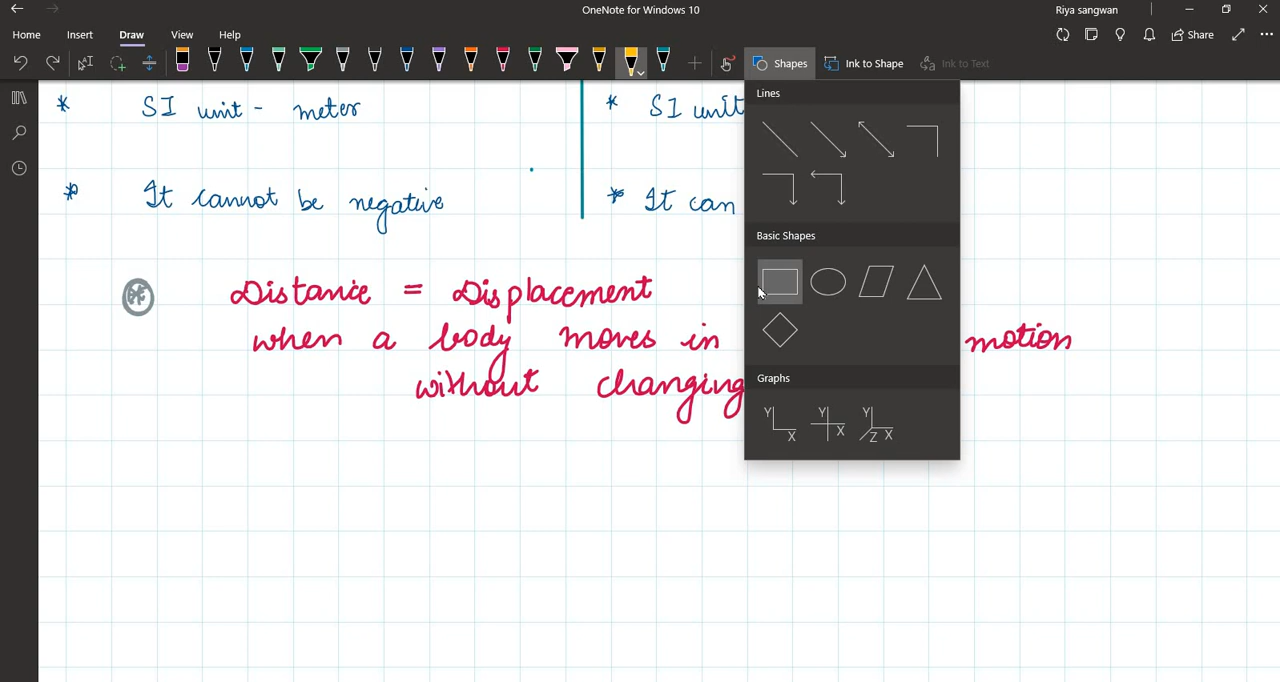 OneNote for Windows 10
Riya sangwan
Home Insert Draw View Help
Share
Shapes
Ink to Shape
Ink to Text
Lines
Basic Shapes
Graphs
Y X
Y X
Y Z X
* SI unit - meter
* SI unit
* It cannot be negative
* It can
* Distance = Displacement
when a body moves in motion
without changing